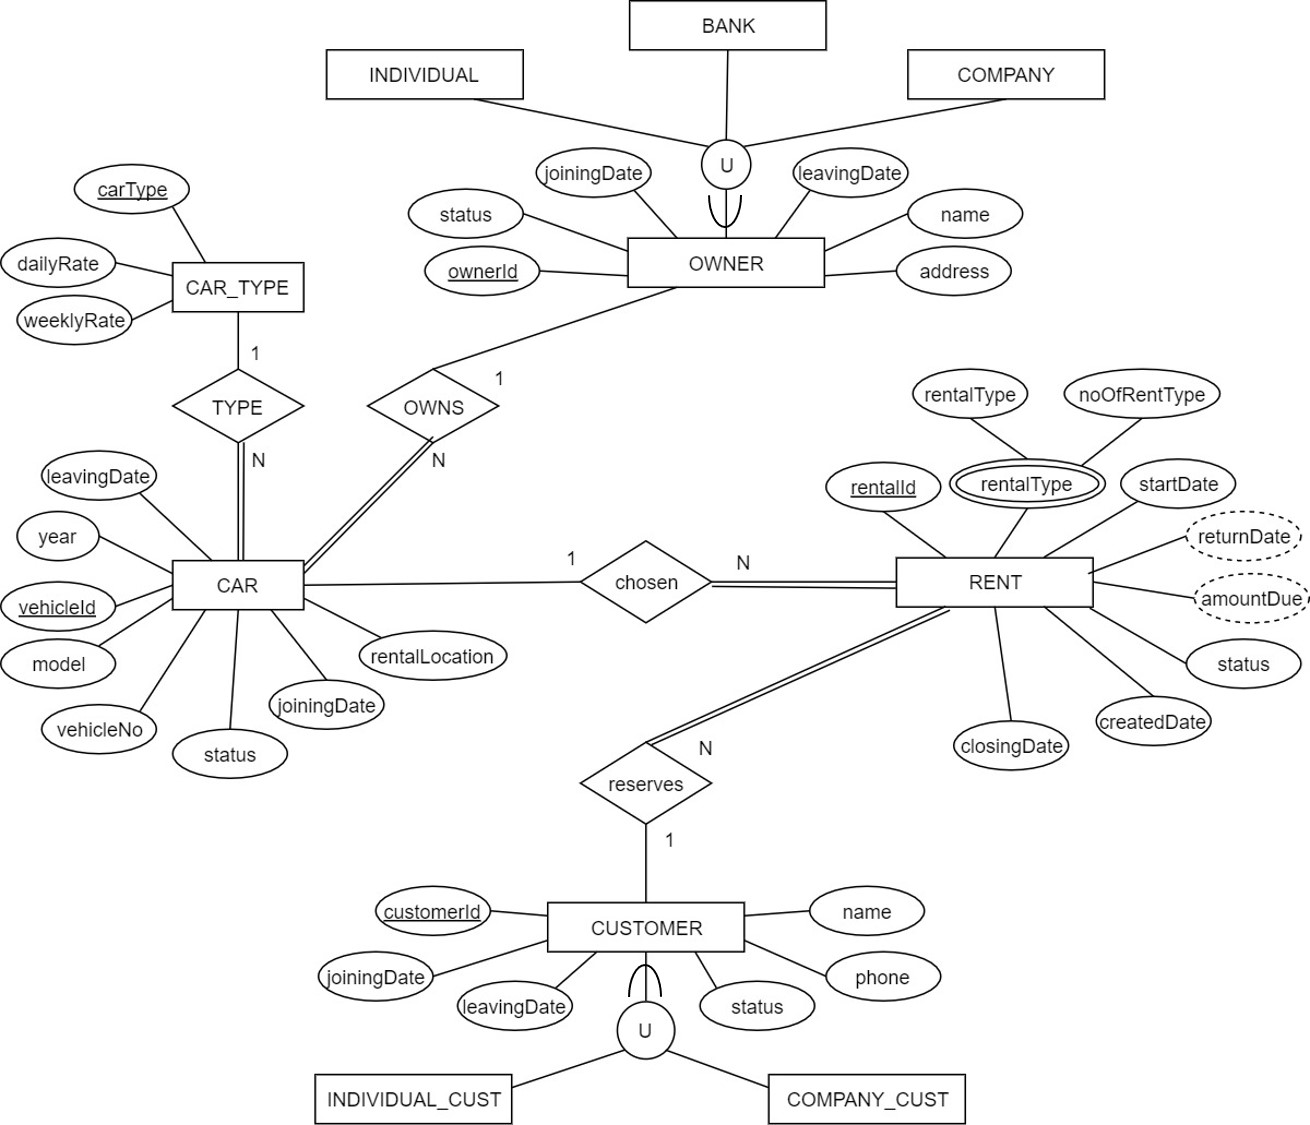 BANK
INDIVIDUAL
COMPANY
U
joiningDate
leavingDate
carType
status
name
dailyRate
OWNER
ownerId
address
CAR_TYPE
weeklyRate
1
1
TYPE
OWNS
rentalType
noOfRentType
N
N
leavingDate
rentalId
rentalType
startDate
year
returnDate
1
N
CAR
chosen
RENT
vehicleId
amountDue
model
rentalLocation
status
joiningDate
vehicleNo
createdDate
status
closingDate
N
reserves
1
customerId
name
CUSTOMER
joiningDate
phone
leavingDate
status
U
INDIVIDUAL_CUST
COMPANY_CUST